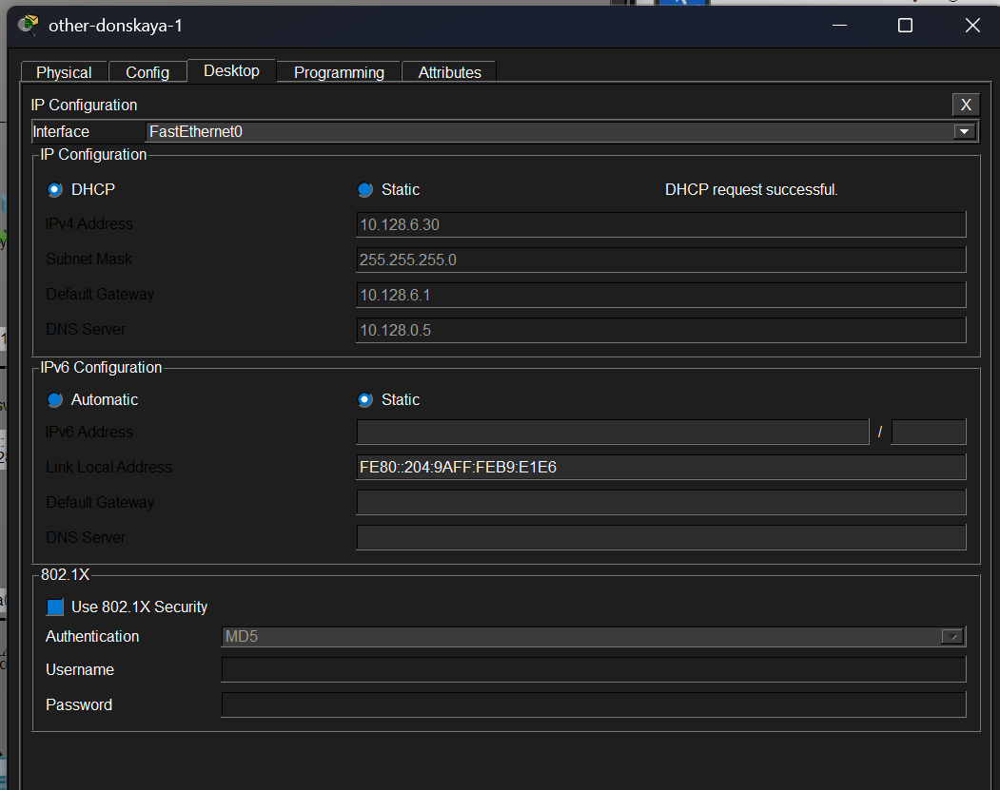 other-donskaya-1
Physical Config Desktop Programming Attributes
IP Configuration X
Interface FastEthernet0
IP Configuration
DHCP Static DHCP request successful.
IPv4 Address 10.128.6.30
Subnet Mask 255.255.255.0
Default Gateway 10.128.6.1
DNS Server 10.128.0.5
IPv6 Configuration
Automatic Static
IPv6 Address /
Link Local Address FE80::204:9AFF:FEB9:E1E6
Default Gateway
DNS Server
802.1X
Use 802.1X Security
Authentication MD5
Username
Password